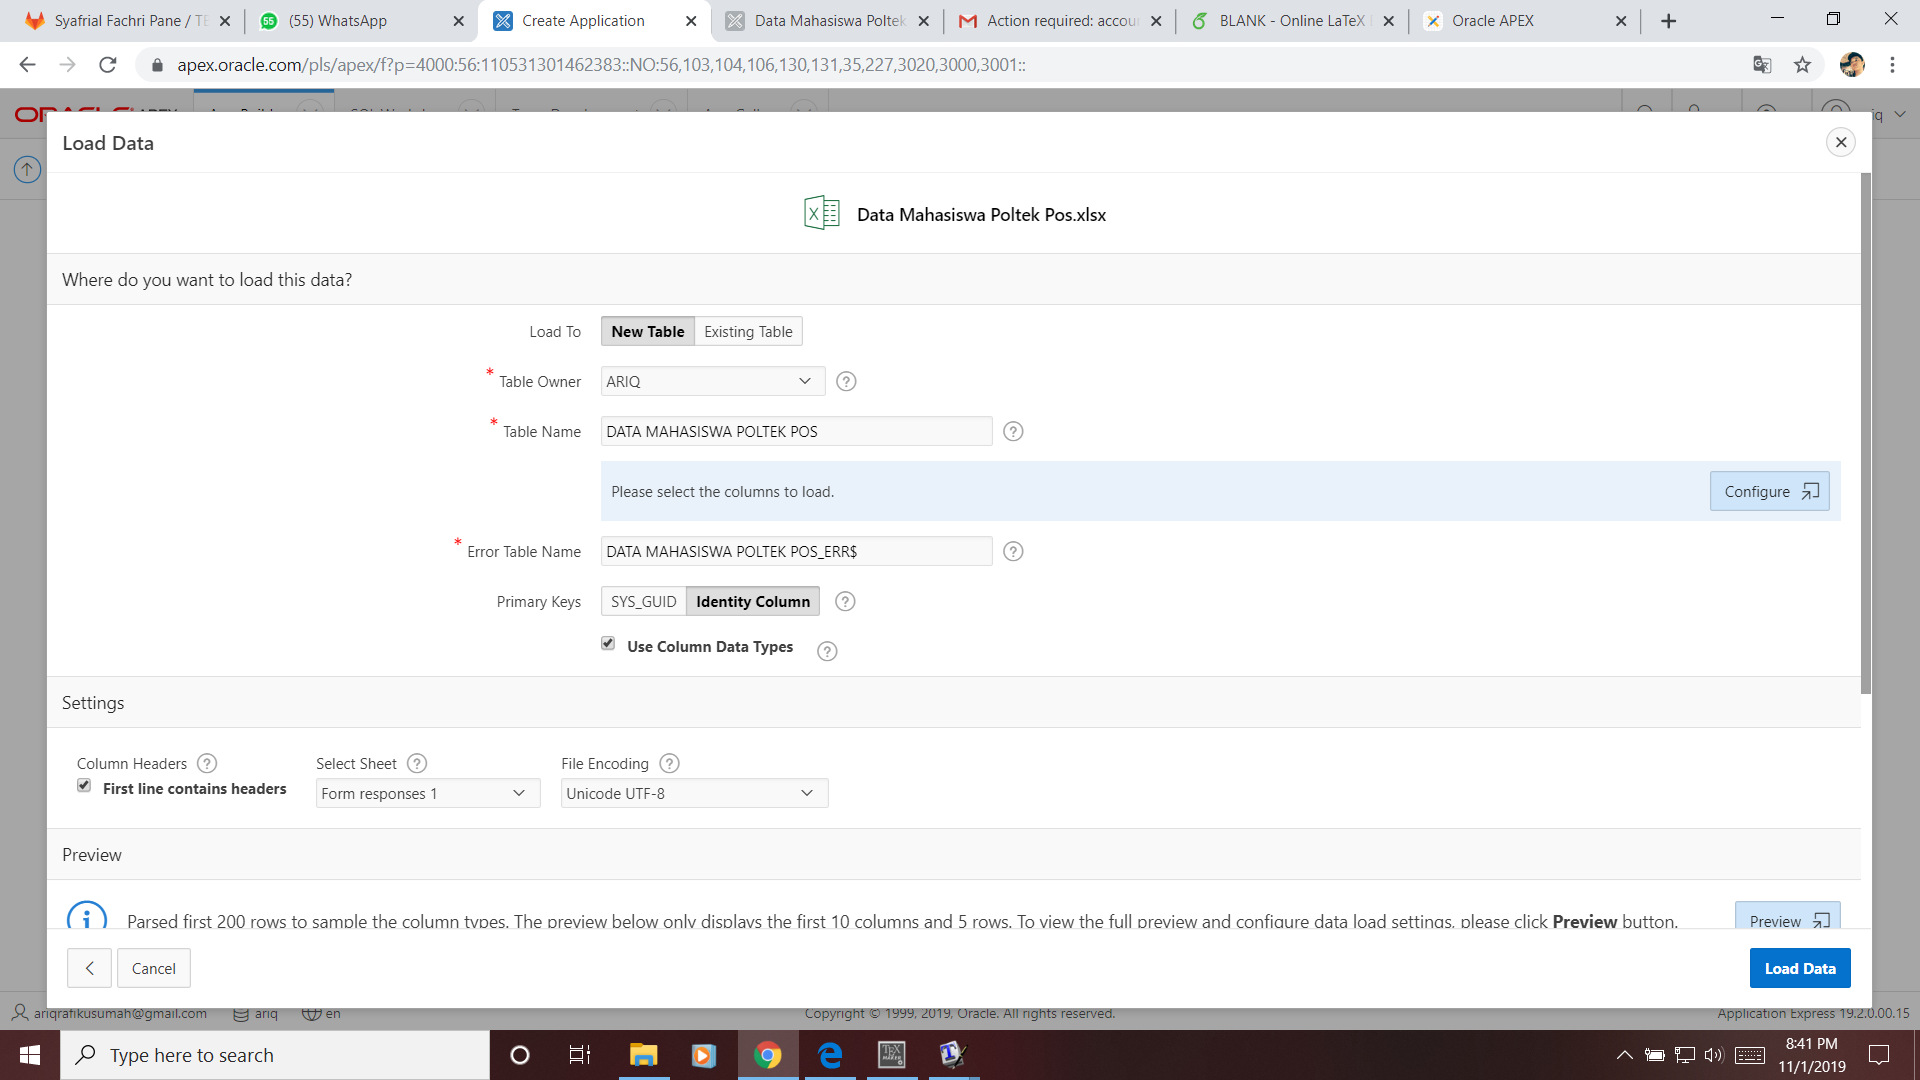 Syafrial Fachri Pane / TE
(55) WhatsApp
Create Application
Data Mahasiswa Poltek
Action required: accou
BLANK - Online LaTeX
Oracle APEX
apex.oracle.com/pls/apex/f?p=4000:56:110531301462383::NO:56,103,104,106,130,131,35,227,3020,3000,3001::
Load Data
Data Mahasiswa Poltek Pos.xlsx
Where do you want to load this data?
Load To
New Table
Existing Table
* Table Owner
ARIQ
* Table Name
DATA MAHASISWA POLTEK POS
Please select the columns to load.
Configure
* Error Table Name
DATA MAHASISWA POLTEK POS_ERR$
Primary Keys
SYS_GUID
Identity Column
Use Column Data Types
Settings
Column Headers
First line contains headers
Select Sheet
Form responses 1
File Encoding
Unicode UTF-8
Preview
Parsed first 200 rows to sample the column types. The preview below only displays the first 10 columns and 5 rows. To view the full preview and configure data load settings, please click Preview button.
Preview
Cancel
Load Data
ariqrafikusumah@gmail.com
ariq
en
Copyright © 1999, 2019, Oracle. All rights reserved.
Application Express 19.2.0.00.15
Type here to search
8:41 PM
11/1/2019